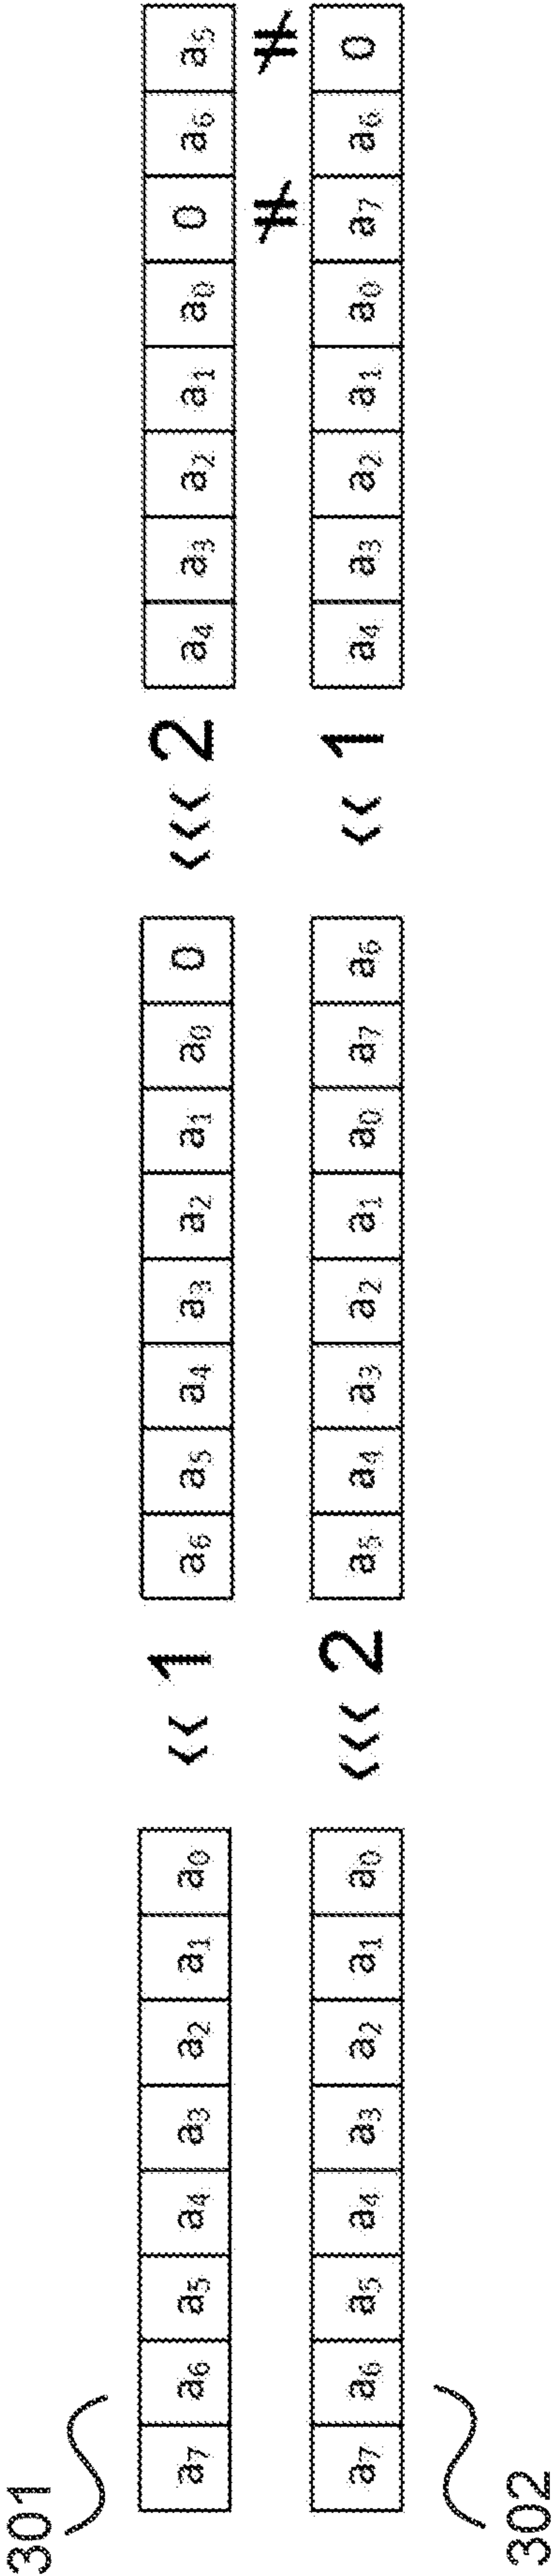 301
a₇ a₆ a₅ a₄ a₃ a₂ a₁ a₀ << 1 a₆ a₅ a₄ a₃ a₂ a₁ a₀ 0 <<< 2 a₄ a₃ a₂ a₁ a₀ 0 a₆ a₅
≠ ≠
a₇ a₆ a₅ a₄ a₃ a₂ a₁ a₀ <<< 2 a₅ a₄ a₃ a₂ a₁ a₀ a₇ a₆ << 1 a₄ a₃ a₂ a₁ a₀ a₇ a₆ 0
302